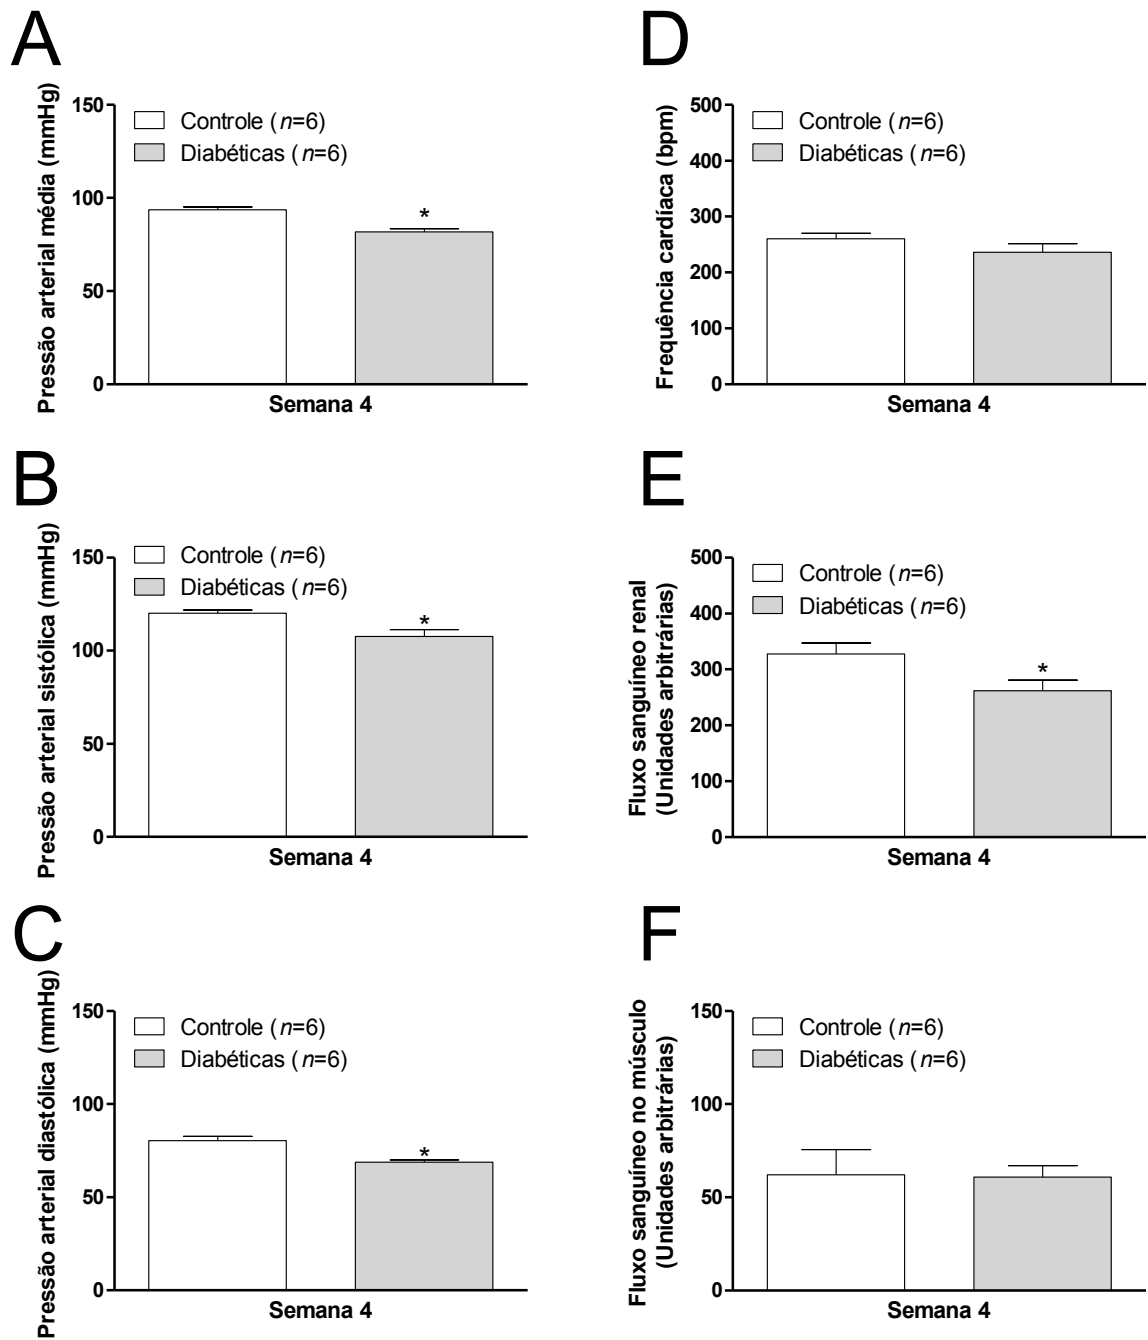 A
Pressão arterial média (mmHg)
150
100
50
0
Controle (n=6)
Diabéticas (n=6)
*
Semana 4
B
Pressão arterial sistólica (mmHg)
150
100
50
0
Controle (n=6)
Diabéticas (n=6)
*
Semana 4
C
Pressão arterial diastólica (mmHg)
150
100
50
0
Controle (n=6)
Diabéticas (n=6)
*
Semana 4
D
Frequência cardíaca (bpm)
500
400
300
200
100
0
Controle (n=6)
Diabéticas (n=6)
Semana 4
E
Fluxo sanguíneo renal
(Unidades arbitrárias)
500
400
300
200
100
0
Controle (n=6)
Diabéticas (n=6)
*
Semana 4
F
Fluxo sanguíneo no músculo
(Unidades arbitrárias)
150
100
50
0
Controle (n=6)
Diabéticas (n=6)
Semana 4